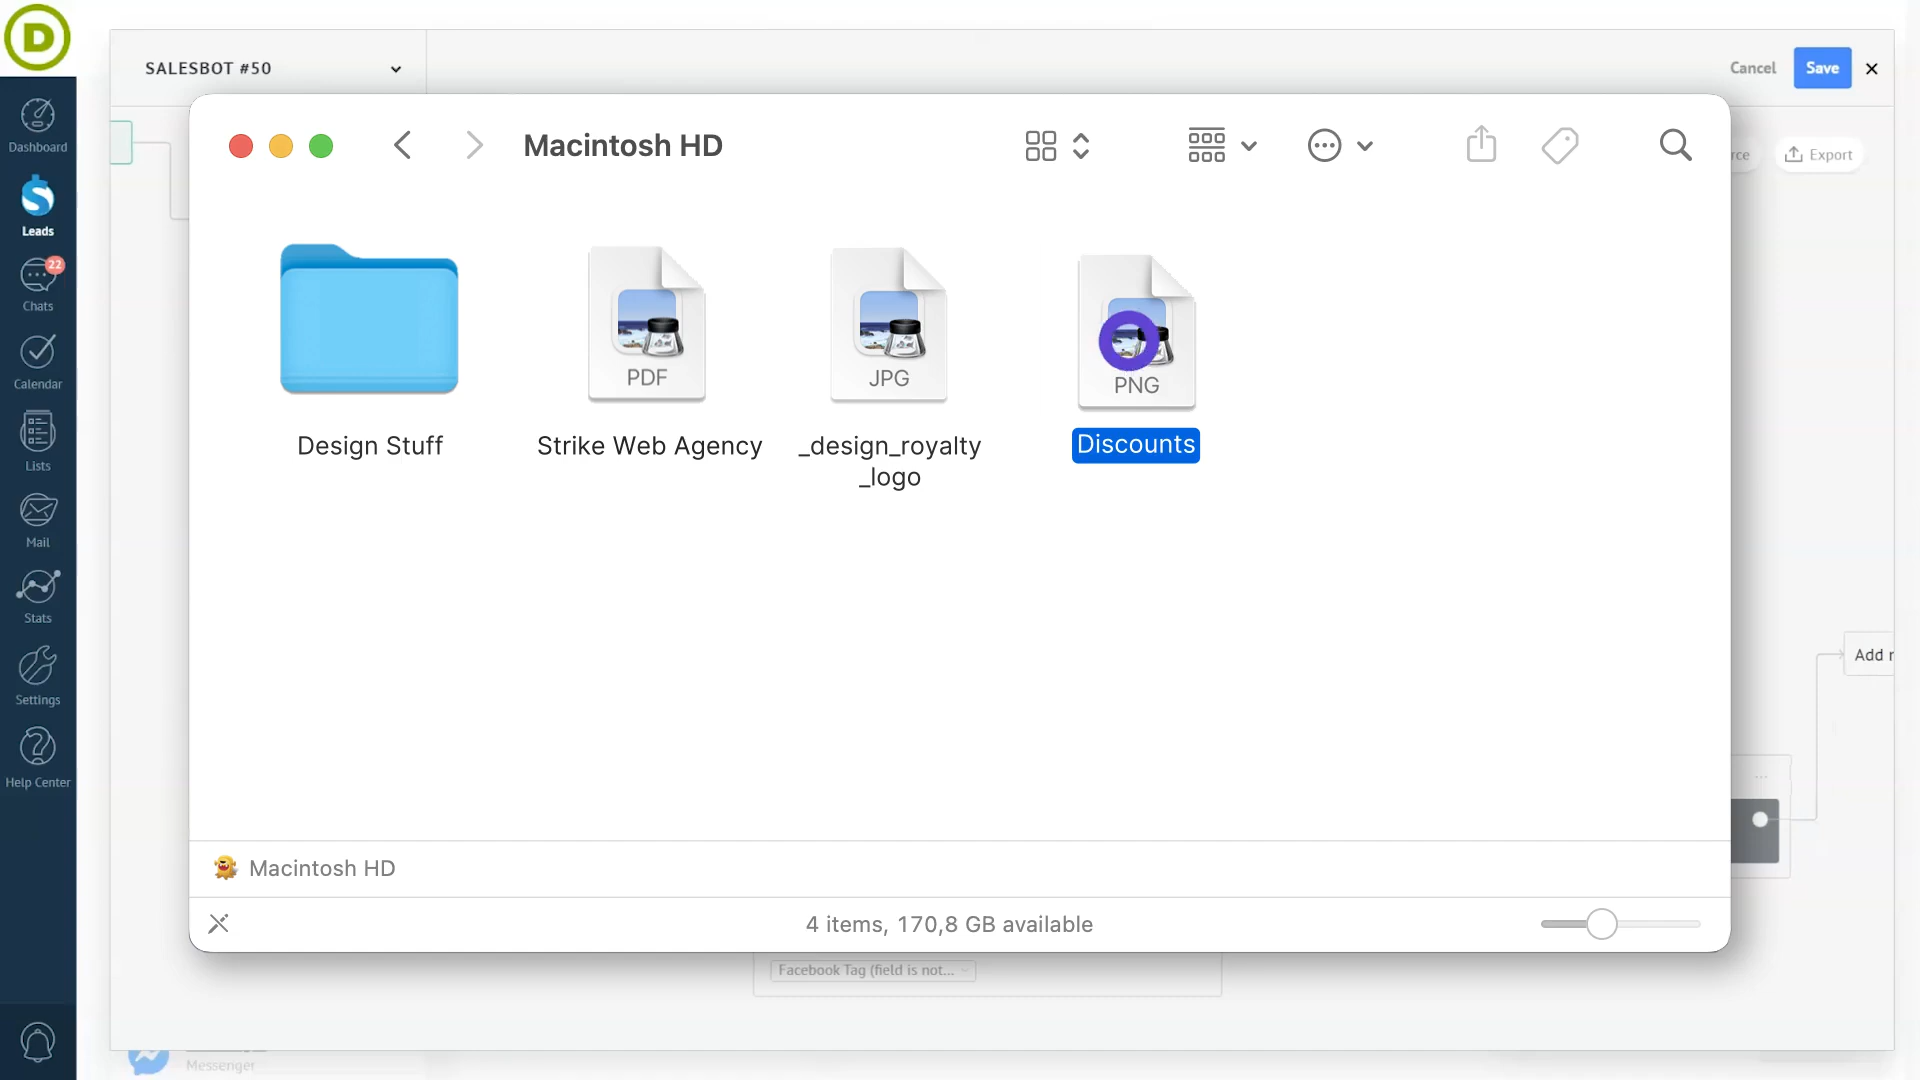 D
SALESBOT #50
Cancel
Save
Dashboard
Leads
22
Chats
Calendar
Lists
Mail
Stats
Settings
Help Center
Macintosh HD
rce
Export
PDF
JPG
PNG
Design Stuff
Strike Web Agency
_design_royalty
_logo
Discounts
Add r
Macintosh HD
4 items, 170,8 GB available
Facebook Tag (field is not...
Messenger